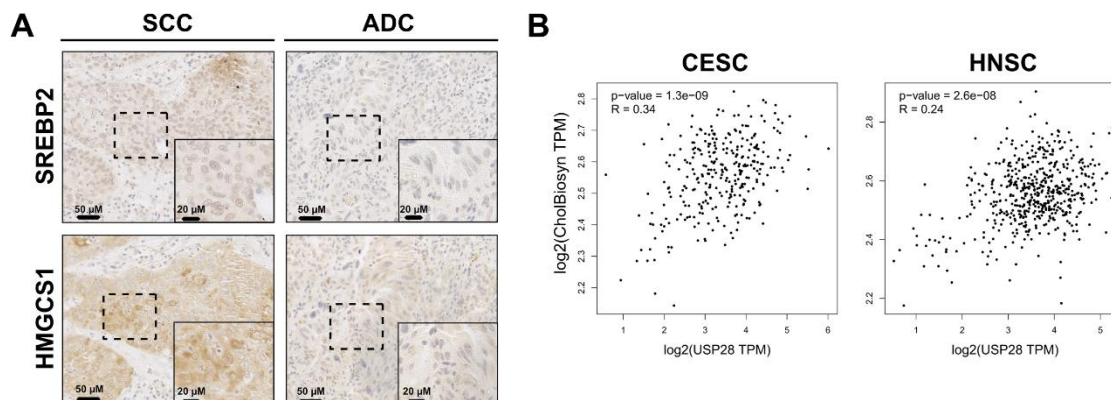 A
SCC
ADC
SREBP2
50 µM
20 µM
50 µM
20 µM
HMGCS1
50 µM
20 µM
50 µM
20 µM
B
CESC
HNSC
p-value = 1.3e−09
R = 0.34
log2(CholBiosyn TPM)
2.8
2.7
2.6
2.5
2.4
2.3
2.2
1 2 3 4 5 6
log2(USP28 TPM)
p-value = 2.6e−08
R = 0.24
2.8
2.6
2.4
2.2
1 2 3 4 5
log2(USP28 TPM)